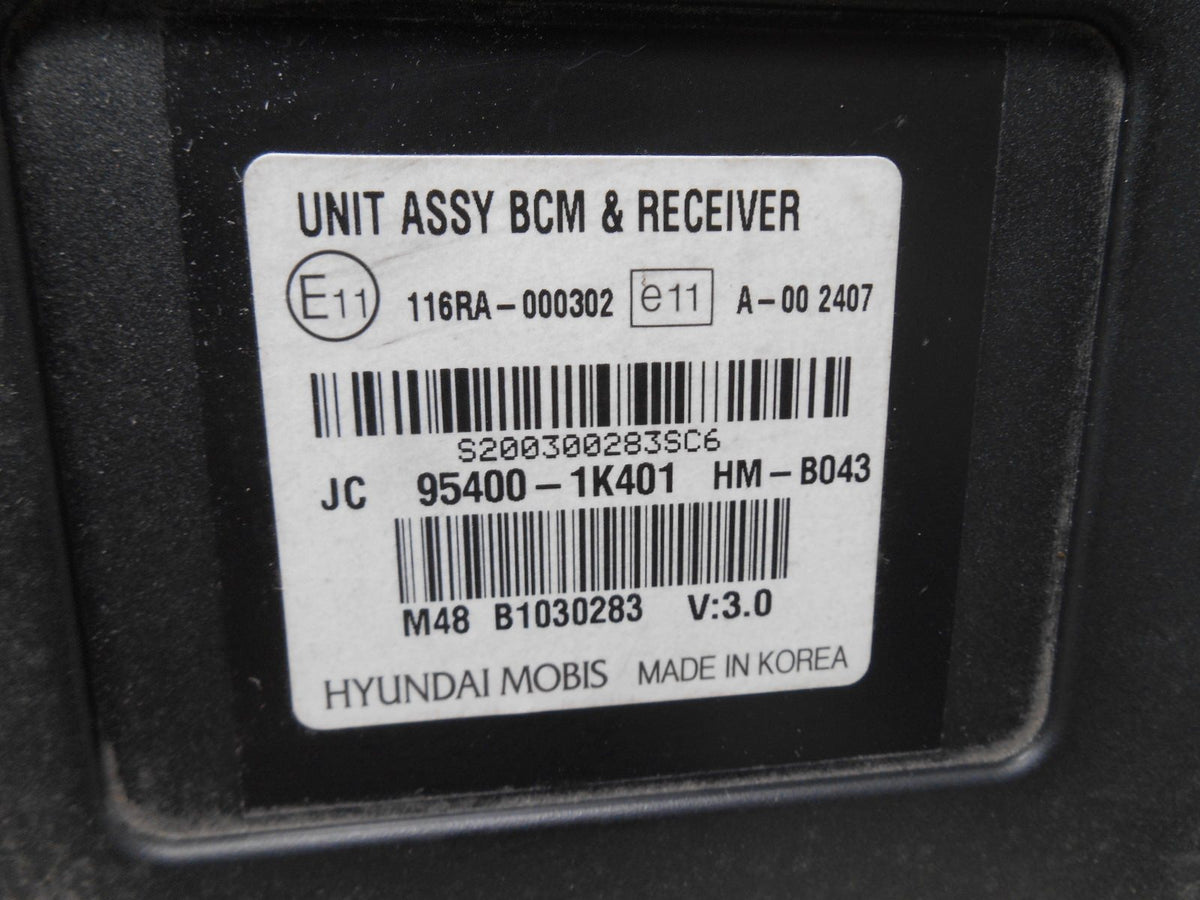 UNIT ASSY BCM & RECEIVER
E11 116RA-000302 e11 A-00 2407
S200300283SC6
JC 95400-1K401 HM-B043
M48 B1030283 V:3.0
HYUNDAI MOBIS MADE IN KOREA